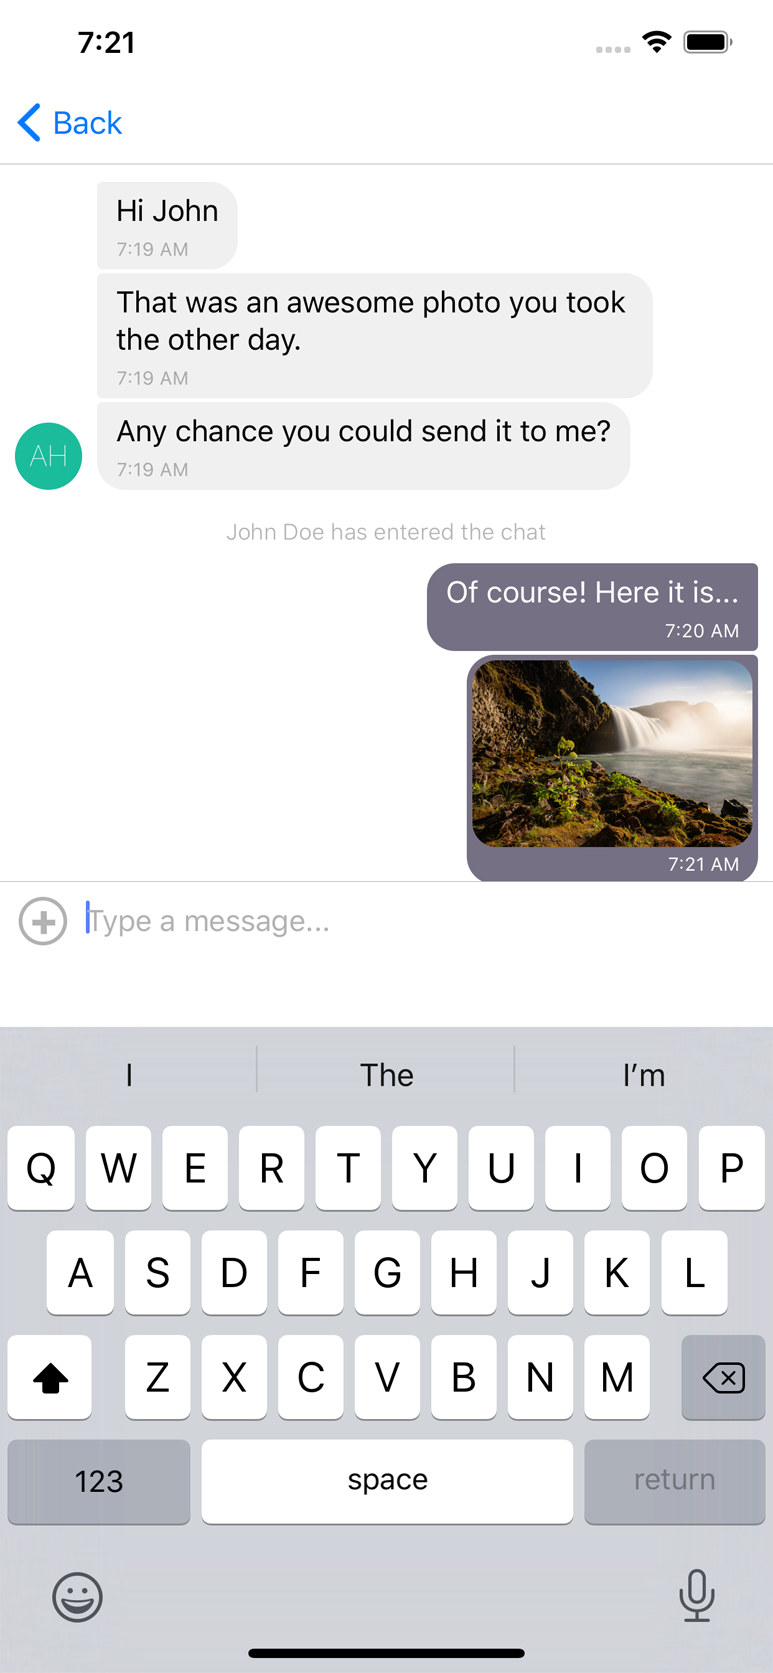 7:21
Back
Hi John
7:19 AM
That was an awesome photo you took
the other day.
7:19 AM
Any chance you could send it to me?
AH
7:19 AM
John Doe has entered the chat
Of course! Here it is...
7:20 AM
7:21 AM
Type a message...
I The I’m
Q W E R T Y U I O P
A S D F G H J K L
Z X C V B N M
123 space return